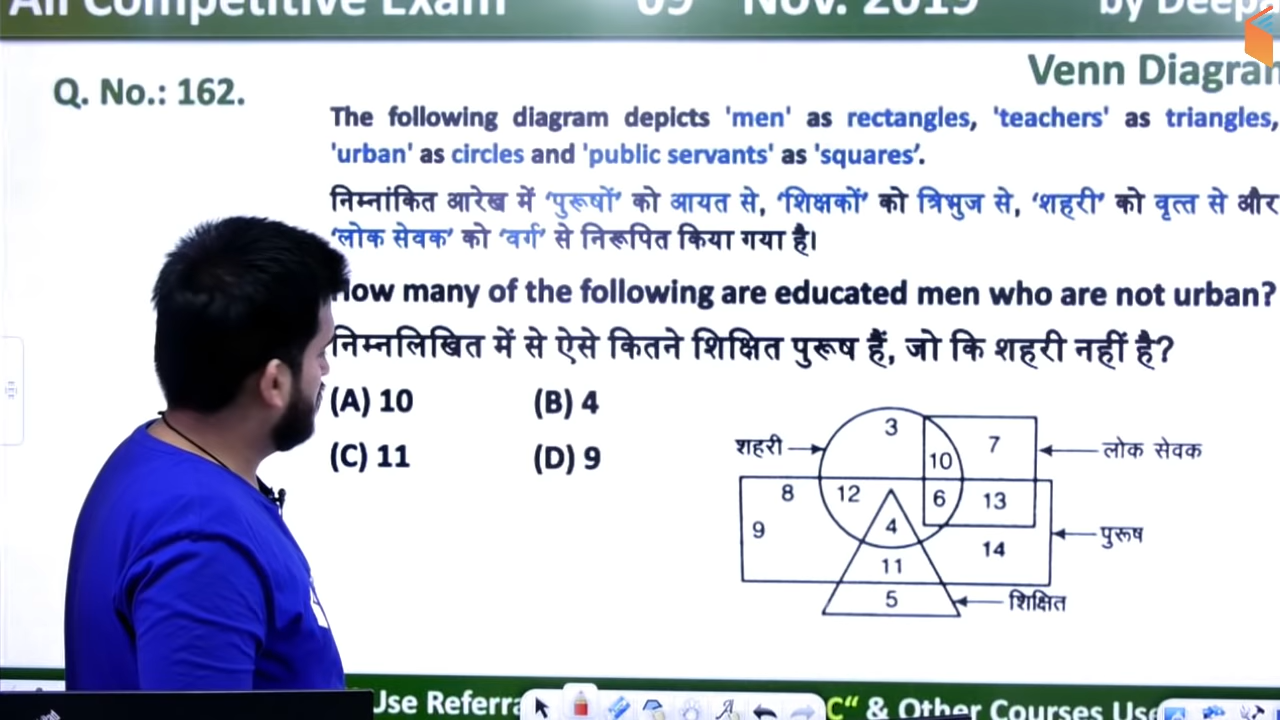 All Competitive Exam 09 Nov. 2019 by
Venn
Q. No.: 162.
The following diagram depicts 'men' as rectangles, 'teachers' as triangles,
'urban' as circles and 'public servants' as 'squares'.
निम्नांकित आरेख में 'पुरूषों' को आयत से, 'शिक्षकों' को त्रिभुज से, 'शहरी' को वृत्त से और
'लोक सेवक' को 'वर्ग' से निरूपित किया गया है।
How many of the following are educated men who are not urban?
निम्नलिखित में से ऐसे कितने शिक्षित पुरूष हैं, जो कि शहरी नहीं है?
(A) 10 (B) 4
(C) 11 (D) 9
3
शहरी 10 7 लोक सेवक
8 12 6 13
9 4 14 पुरूष
11
5 शिक्षित
Use C" & Other Courses Use